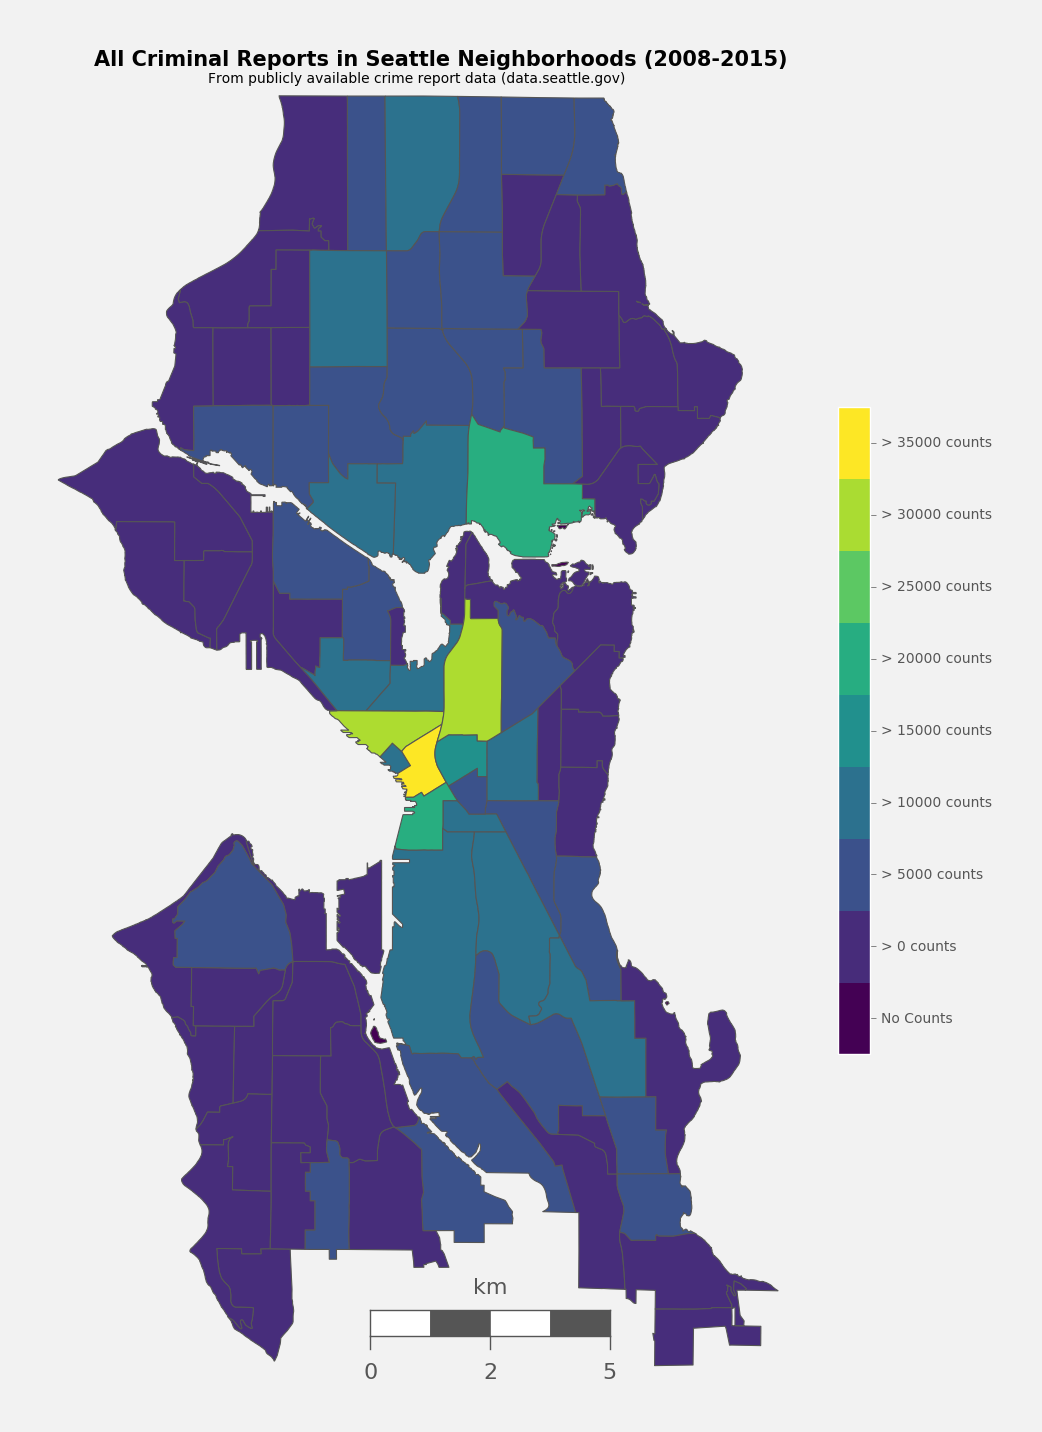 All Criminal Reports in Seattle Neighborhoods (2008-2015)
From publicly available crime report data (data.seattle.gov)
> 35000 counts
> 30000 counts
> 25000 counts
> 20000 counts
> 15000 counts
> 10000 counts
> 5000 counts
> 0 counts
No Counts
km
0 2 5